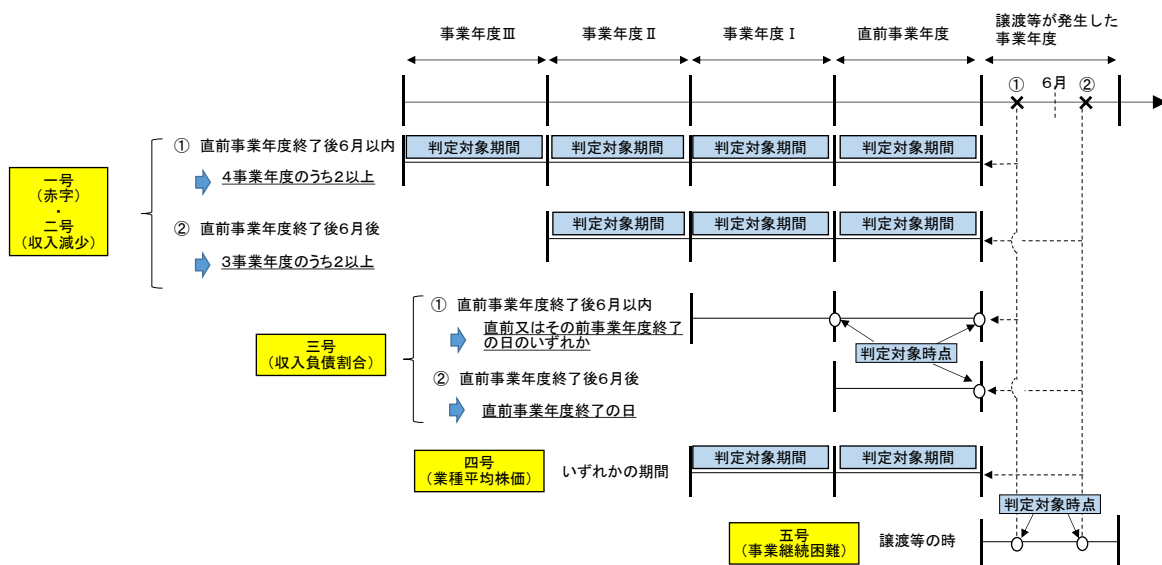 事業年度Ⅲ
事業年度Ⅱ
事業年度Ⅰ
直前事業年度
譲渡等が発生した
事業年度
①
6月
②
一号
(赤字)
・
二号
(収入減少)
① 直前事業年度終了後6月以内
4事業年度のうち2以上
判定対象期間
判定対象期間
判定対象期間
判定対象期間
② 直前事業年度終了後6月後
3事業年度のうち2以上
判定対象期間
判定対象期間
判定対象期間
三号
(収入負債割合)
① 直前事業年度終了後6月以内
直前又はその前事業年度終了
の日のいずれか
判定対象時点
② 直前事業年度終了後6月後
直前事業年度終了の日
四号
(業種平均株価)
いずれかの期間
判定対象期間
判定対象期間
判定対象時点
五号
(事業継続困難)
譲渡等の時